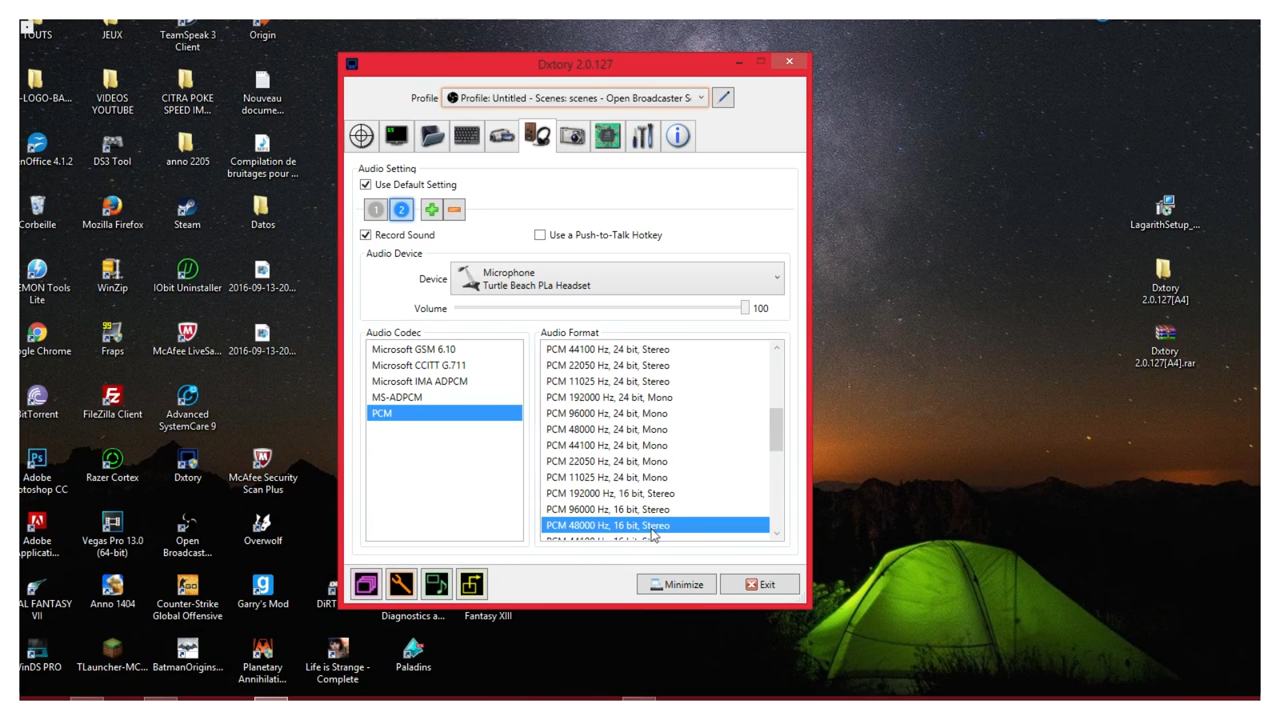 TOUTS
JEUX
TeamSpeak 3
Client
Origin
-LOGO-BA...
VIDEOS
YOUTUBE
CITRA POKE
SPEED IM...
Nouveau
docume...
nOffice 4.1.2
DS3 Tool
anno 2205
Compilation de
bruitages pour ...
Corbeille
Mozilla Firefox
Steam
Datos
EMON Tools
Lite
WinZip
IObit Uninstaller
2016-09-13-20...
gle Chrome
Fraps
McAfee LiveSa...
2016-09-13-20...
itTorrent
FileZilla Client
Advanced
SystemCare 9
Adobe
otoshop CC
Razer Cortex
Dxtory
McAfee Security
Scan Plus
Adobe
Applicati...
Vegas Pro 13.0
(64-bit)
Open
Broadcast...
Overwolf
AL FANTASY
VII
Anno 1404
Counter-Strike
Global Offensive
Garry's Mod
DiRT
Diagnostics a...
Fantasy XIII
inDS PRO
TLauncher-MC...
BatmanOrigins...
Planetary
Annihilati...
Life is Strange -
Complete
Paladins
Dxtory 2.0.127
Profile
Profile: Untitled - Scenes: scenes - Open Broadcaster S
Audio Setting
Use Default Setting
1
2
Record Sound
Use a Push-to-Talk Hotkey
Audio Device
Device
Microphone
Turtle Beach PLa Headset
Volume
100
Audio Codec
Microsoft GSM 6.10
Microsoft CCITT G.711
Microsoft IMA ADPCM
MS-ADPCM
PCM
Audio Format
PCM 44100 Hz, 24 bit, Stereo
PCM 22050 Hz, 24 bit, Stereo
PCM 11025 Hz, 24 bit, Stereo
PCM 192000 Hz, 24 bit, Mono
PCM 96000 Hz, 24 bit, Mono
PCM 48000 Hz, 24 bit, Mono
PCM 44100 Hz, 24 bit, Mono
PCM 22050 Hz, 24 bit, Mono
PCM 11025 Hz, 24 bit, Mono
PCM 192000 Hz, 16 bit, Stereo
PCM 96000 Hz, 16 bit, Stereo
PCM 48000 Hz, 16 bit, Stereo
Minimize
Exit
LagarithSetup_...
Dxtory
2.0.127[A4]
Dxtory
2.0.127[A4].rar